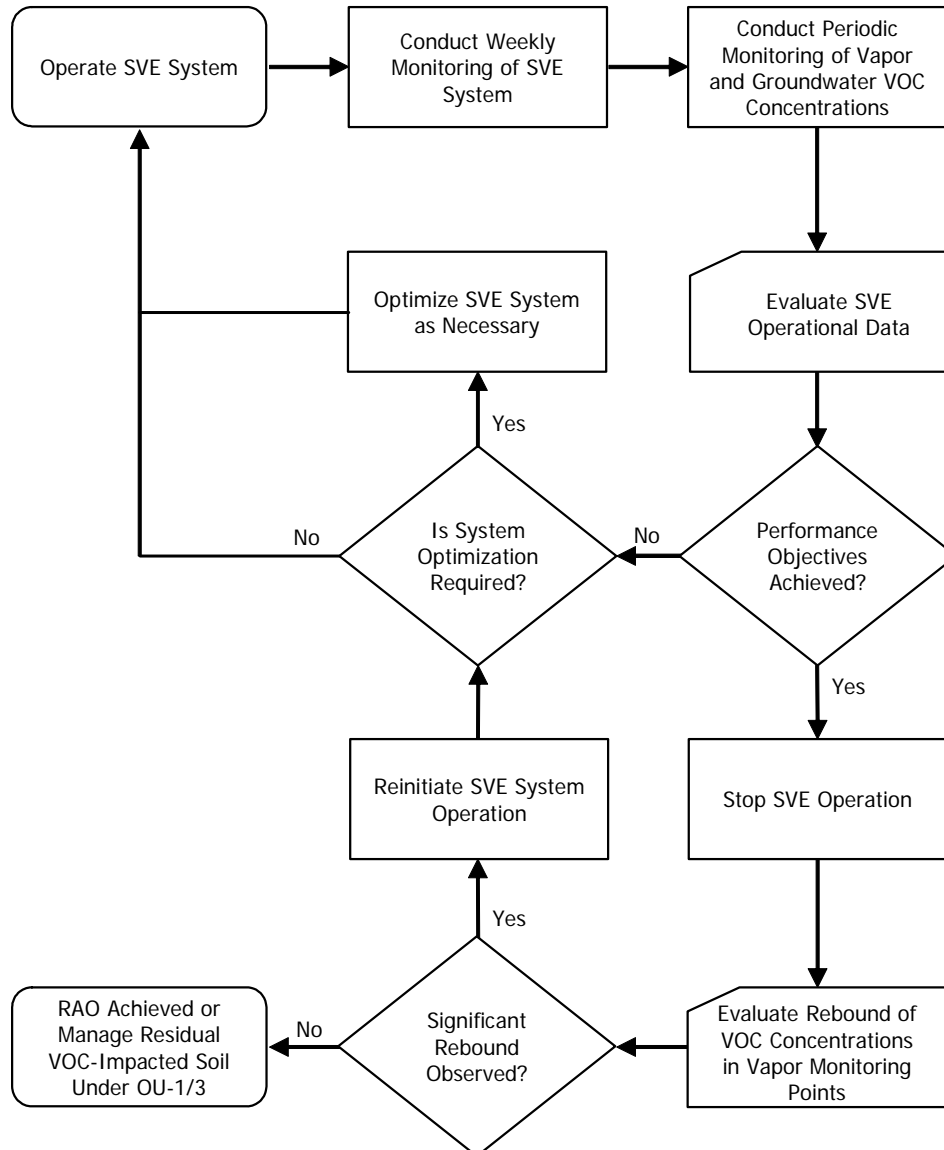 Operate SVE System
Conduct Weekly
Monitoring of SVE
System
Conduct Periodic
Monitoring of Vapor
and Groundwater VOC
Concentrations
Optimize SVE System
as Necessary
Evaluate SVE
Operational Data
Yes
No
Is System
Optimization
Required?
No
Performance
Objectives
Achieved?
Yes
Reinitiate SVE System
Operation
Stop SVE Operation
Yes
RAO Achieved or
Manage Residual
VOC-Impacted Soil
Under OU-1/3
No
Significant
Rebound
Observed?
Evaluate Rebound of
VOC Concentrations
in Vapor Monitoring
Points